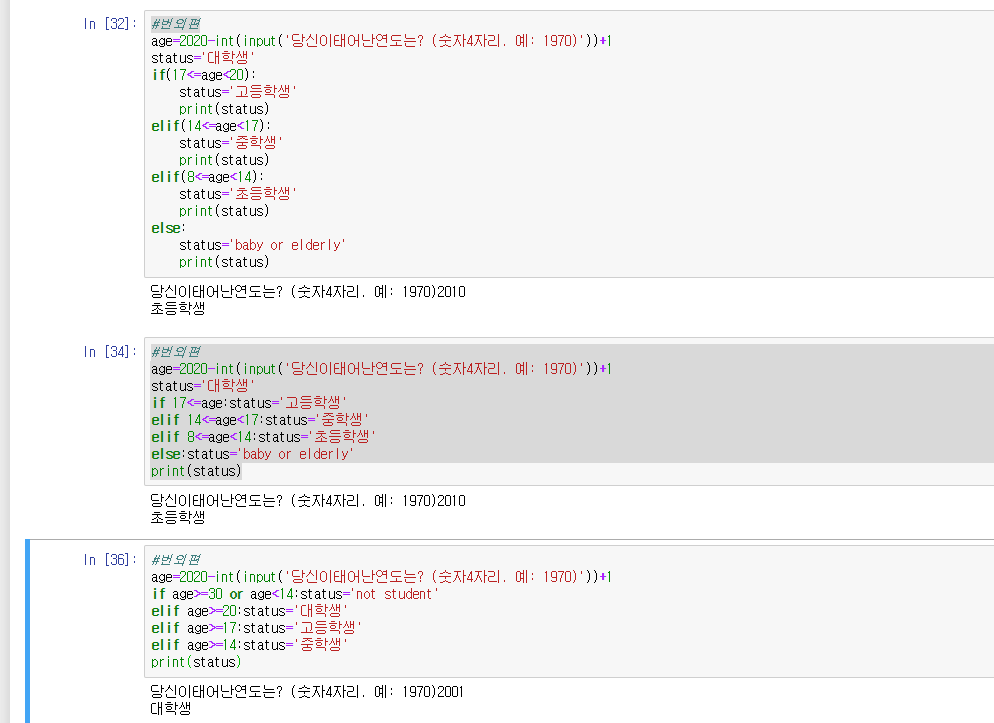 In [32]:
#번외편
age=2020-int(input('당신이태어난연도는? (숫자4자리. 예: 1970)'))+1
status='대학생'
if(17<=age<20):
    status='고등학생'
    print(status)
elif(14<=age<17):
    status='중학생'
    print(status)
elif(8<=age<14):
    status='초등학생'
    print(status)
else:
    status='baby or elderly'
    print(status)
당신이태어난연도는? (숫자4자리. 예: 1970)2010
초등학생
In [34]:
#번외편
age=2020-int(input('당신이태어난연도는? (숫자4자리. 예: 1970)'))+1
status='대학생'
if 17<=age:status='고등학생'
elif 14<=age<17:status='중학생'
elif 8<=age<14:status='초등학생'
else:status='baby or elderly'
print(status)
당신이태어난연도는? (숫자4자리. 예: 1970)2010
초등학생
In [36]:
#번외편
age=2020-int(input('당신이태어난연도는? (숫자4자리. 예: 1970)'))+1
if age>=30 or age<14:status='not student'
elif age>=20:status='대학생'
elif age>=17:status='고등학생'
elif age>=14:status='중학생'
print(status)
당신이태어난연도는? (숫자4자리. 예: 1970)2001
대학생